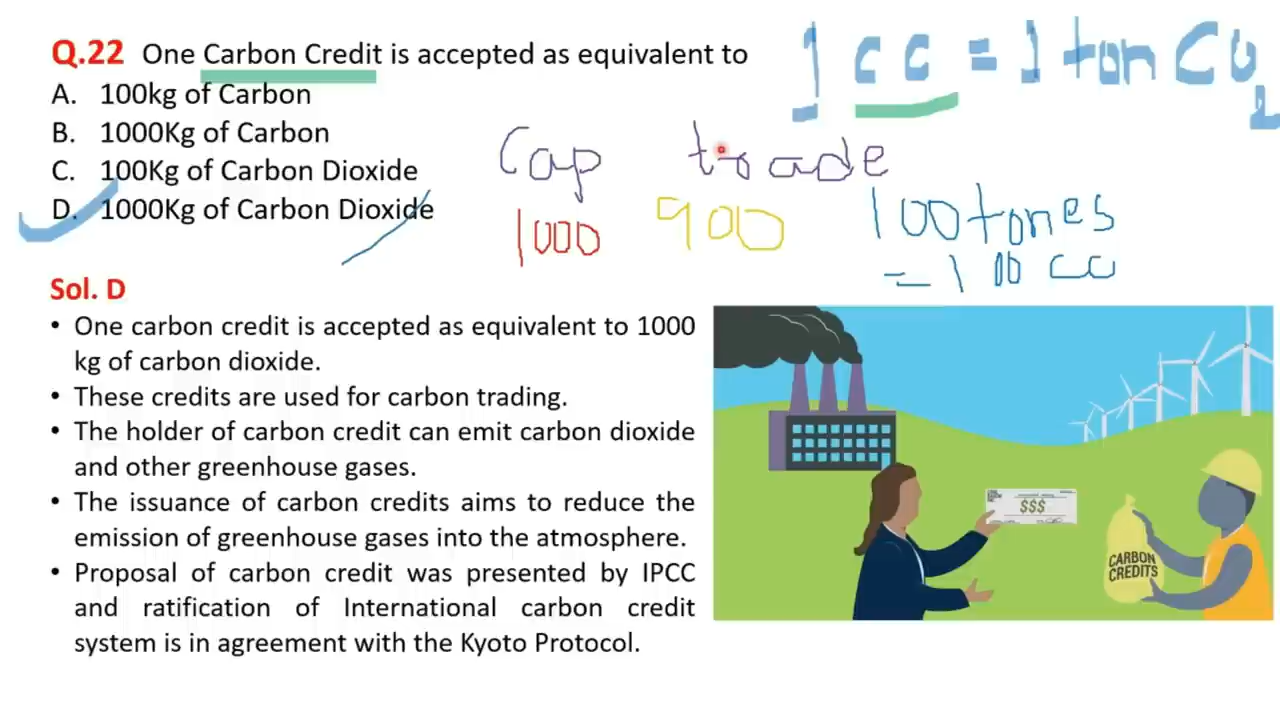 Q.22 One Carbon Credit is accepted as equivalent to
A. 100kg of Carbon
B. 1000Kg of Carbon
C. 100Kg of Carbon Dioxide
D. 1000Kg of Carbon Dioxide
1 CC = 1 ton CO2
Cap trade
1000 900 100 tones
= 100 CC
Sol. D
• One carbon credit is accepted as equivalent to 1000
kg of carbon dioxide.
• These credits are used for carbon trading.
• The holder of carbon credit can emit carbon dioxide
and other greenhouse gases.
• The issuance of carbon credits aims to reduce the
emission of greenhouse gases into the atmosphere.
• Proposal of carbon credit was presented by IPCC
and ratification of International carbon credit
system is in agreement with the Kyoto Protocol.
$$$
CARBON
CREDITS